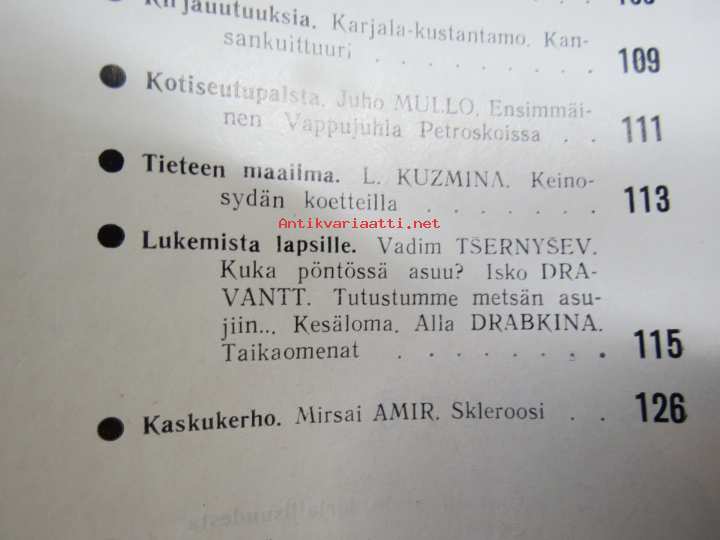 Kirjauutuuksia. Karjala-kustantamo. Kan-
sankuittuuri . . . . . . . . 109
Kotiseutupalsta. Juho MULLO. Ensimmäi-
nen Vappujuhla Petroskoissa . . 111
Tieteen maailma. L. KUZMINA. Keino-
sydän koetteilla . . . . . . . 113
Antikvariaatti.net
Lukemista lapsille. Vadim TŠERNYŠEV.
Kuka pöntössä asuu? Isko DRA-
VANTT. Tutustumme metsän asu-
jiin... Kesäloma. Alla DRABKINA.
Taikaomenat . . . . . . . . 115
Kaskukerho. Mirsai AMIR. Skleroosi . . 126